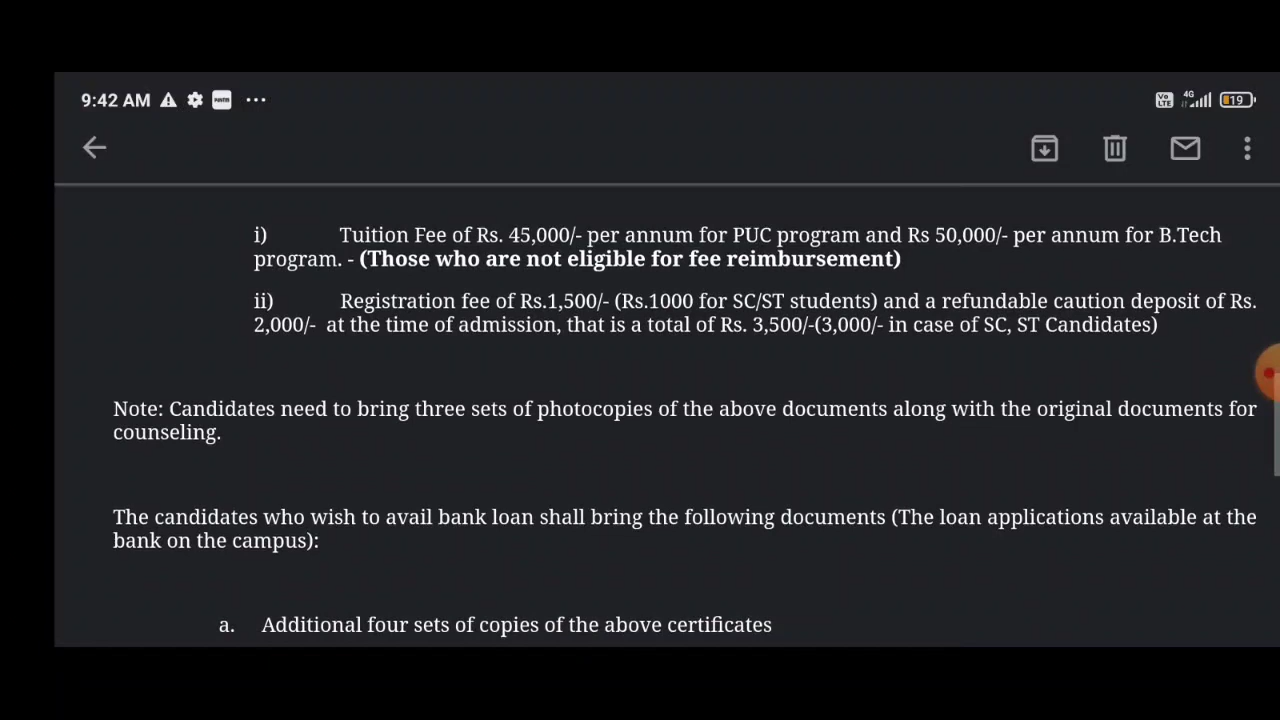 9:42 AM
Vo LTE 4G 19
i) Tuition Fee of Rs. 45,000/- per annum for PUC program and Rs 50,000/- per annum for B.Tech
program. - (Those who are not eligible for fee reimbursement)
ii) Registration fee of Rs.1,500/- (Rs.1000 for SC/ST students) and a refundable caution deposit of Rs.
2,000/- at the time of admission, that is a total of Rs. 3,500/-(3,000/- in case of SC, ST Candidates)
Note: Candidates need to bring three sets of photocopies of the above documents along with the original documents for
counseling.
The candidates who wish to avail bank loan shall bring the following documents (The loan applications available at the
bank on the campus):
a. Additional four sets of copies of the above certificates